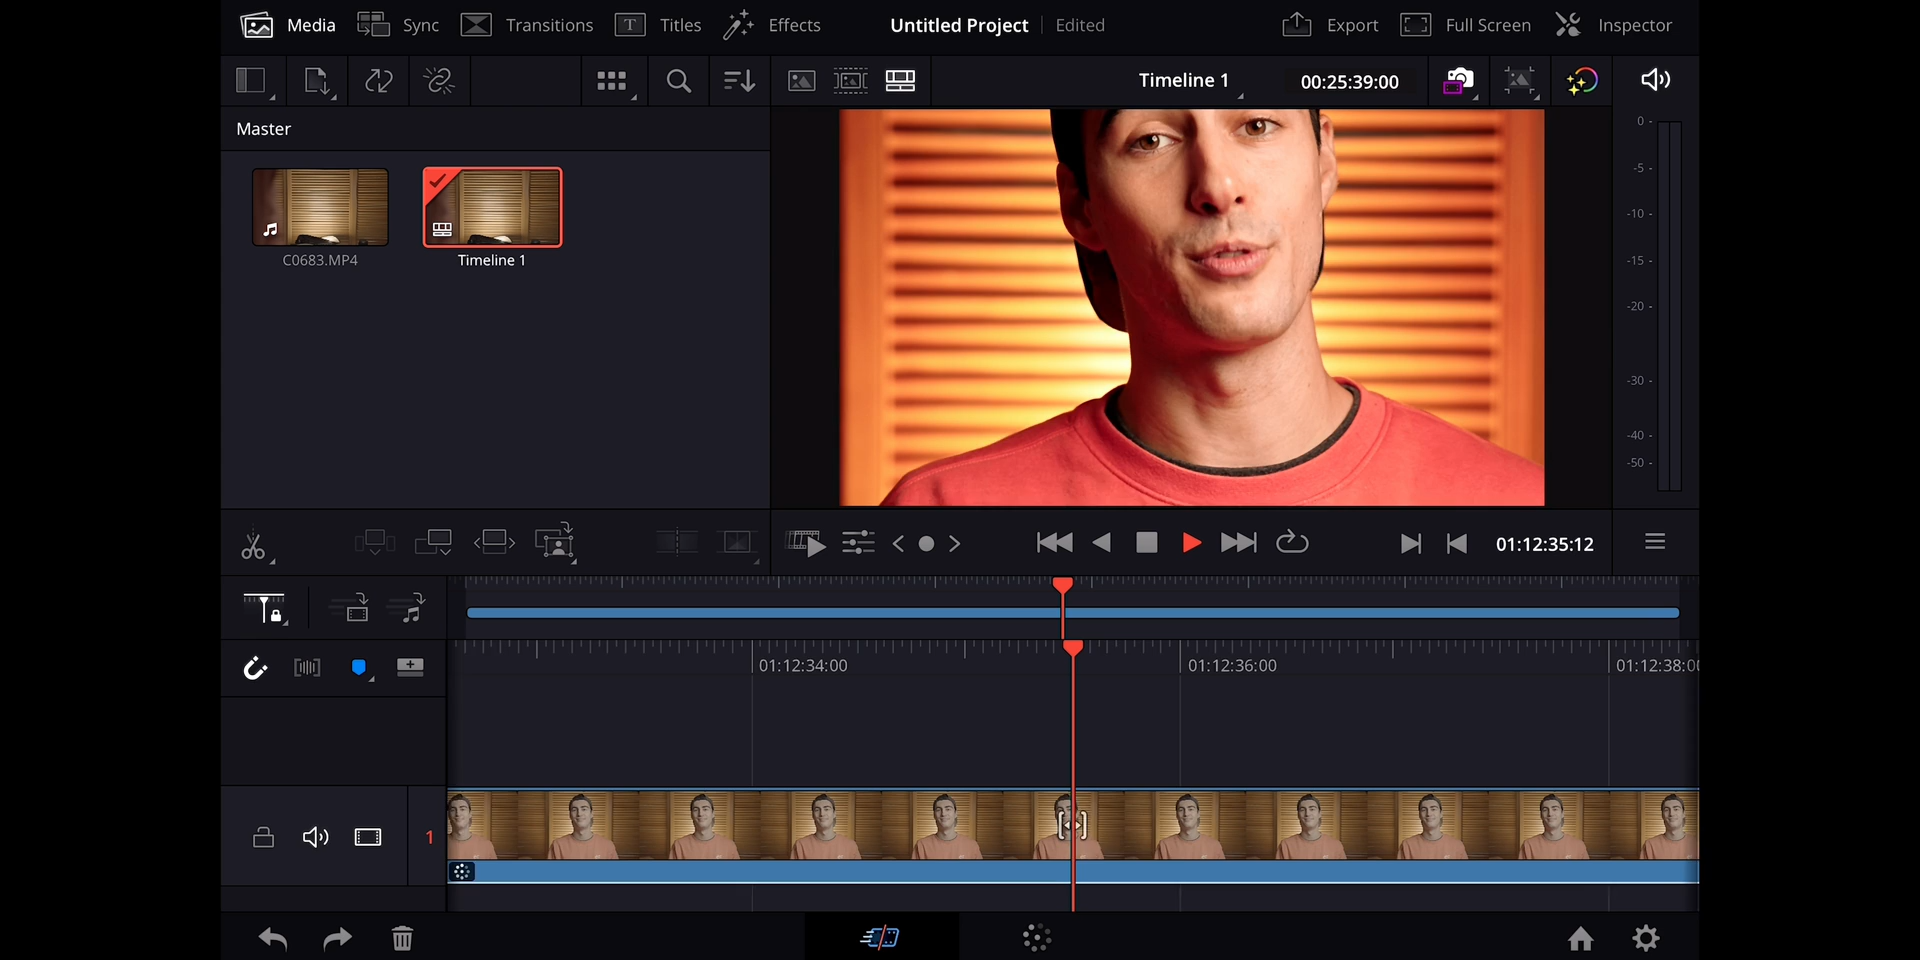 Media Sync Transitions T Titles Effects Untitled Project Edited Export Full Screen Inspector
Timeline 1 00:25:39:00
Master
C0683.MP4 Timeline 1
0
-5
-10
-15
-20
-30
-40
-50
01:12:35:12
01:12:34:00 01:12:36:00 01:12:38:00
1